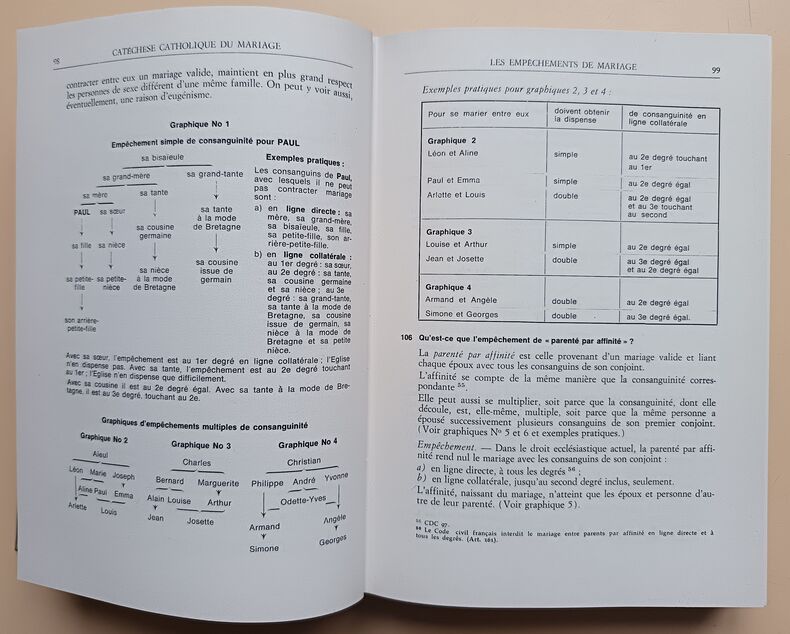 98
CATÉCHESE CATHOLIQUE DU MARIAGE
contracter entre eux un mariage valide, maintient en plus grand respect
les personnes de sexe différent d'une même famille. On peut y voir aussi,
éventuellement, une raison d'eugénisme.
Graphique No 1
Empêchement simple de consanguinité pour PAUL
sa bisaïeule
sa grand-mère
sa grand-tante
sa mère
sa tante
PAUL
sa sœur
sa tante
à la mode
de Bretagne
sa fille
sa nièce
sa cousine
germaine
sa petite-
fille
sa petite-
nièce
sa nièce
à la mode
de Bretagne
sa cousine
issue de
germain
son arrière-
petite-fille
Exemples pratiques :
Les consanguins de Paul,
avec lesquels il ne peut
pas contracter mariage
sont :
a) en ligne directe : sa
mère, sa grand-mère,
sa bisaïeule, sa fille,
sa petite-fille, son ar-
rière-petite-fille.
b) en ligne collatérale :
au 1er degré : sa sœur,
au 2e degré : sa tante,
sa cousine germaine
et sa nièce ; au 3e
degré : sa grand-tante,
sa tante à la mode de
Bretagne, sa cousine
issue de germain, sa
nièce à la mode de
Bretagne et sa petite
nièce.
Avec sa sœur, l'empêchement est au 1er degré en ligne collatérale ; l'Eglise
n'en dispense pas. Avec sa tante, l'empêchement est au 2e degré touchant
au 1er ; l'Eglise n'en dispense que difficilement.
Avec sa cousine il est au 2e degré égal. Avec sa tante à la mode de Bre-
tagne, il est au 3e degré, touchant au 2e.
Graphiques d'empêchements multiples de consanguinité
Graphique No 2
Aïeul
Léon Marie Joseph
Aline Paul Emma
Arlette Louis
Graphique No 3
Charles
Bernard Marguerite
Alain Louise Arthur
Jean Josette
Graphique No 4
Christian
Philippe André Yvonne
Odette-Yves
Armand Angèle
Simone Georges
LES EMPÊCHEMENTS DE MARIAGE
99
Exemples pratiques pour graphiques 2, 3 et 4 :
Pour se marier entre eux
doivent obtenir
la dispense
de consanguinité en
ligne collatérale
Graphique 2
Léon et Aline simple au 2e degré touchant
au 1er
Paul et Emma simple au 2e degré égal
Arlette et Louis double au 2e degré égal
et au 3e touchant
au second
Graphique 3
Louise et Arthur simple au 2e degré égal
Jean et Josette double au 3e degré égal
et au 2e degré égal
Graphique 4
Armand et Angèle double au 2e degré égal
Simone et Georges double au 3e degré égal.
106 Qu'est-ce que l'empêchement de « parenté par affinité » ?
La parenté par affinité est celle provenant d'un mariage valide et liant
chaque époux avec tous les consanguins de son conjoint.
L'affinité se compte de la même manière que la consanguinité corres-
pondante 55.
Elle peut aussi se multiplier, soit parce que la consanguinité, dont elle
découle, est, elle-même, multiple, soit parce que la même personne a
épousé successivement plusieurs consanguins de son premier conjoint.
(Voir graphiques N° 5 et 6 et exemples pratiques.)
Empêchement. — Dans le droit ecclésiastique actuel, la parenté par affi-
nité rend nul le mariage avec les consanguins de son conjoint :
a) en ligne directe, à tous les degrés 56 ;
b) en ligne collatérale, jusqu'au second degré inclus, seulement.
L'affinité, naissant du mariage, n'atteint que les époux et personne d'au-
tre de leur parenté. (Voir graphique 5).
55 CDC 97.
56 Le Code civil français interdit le mariage entre parents par affinité en ligne directe et à
tous les degrés. (Art. 161).